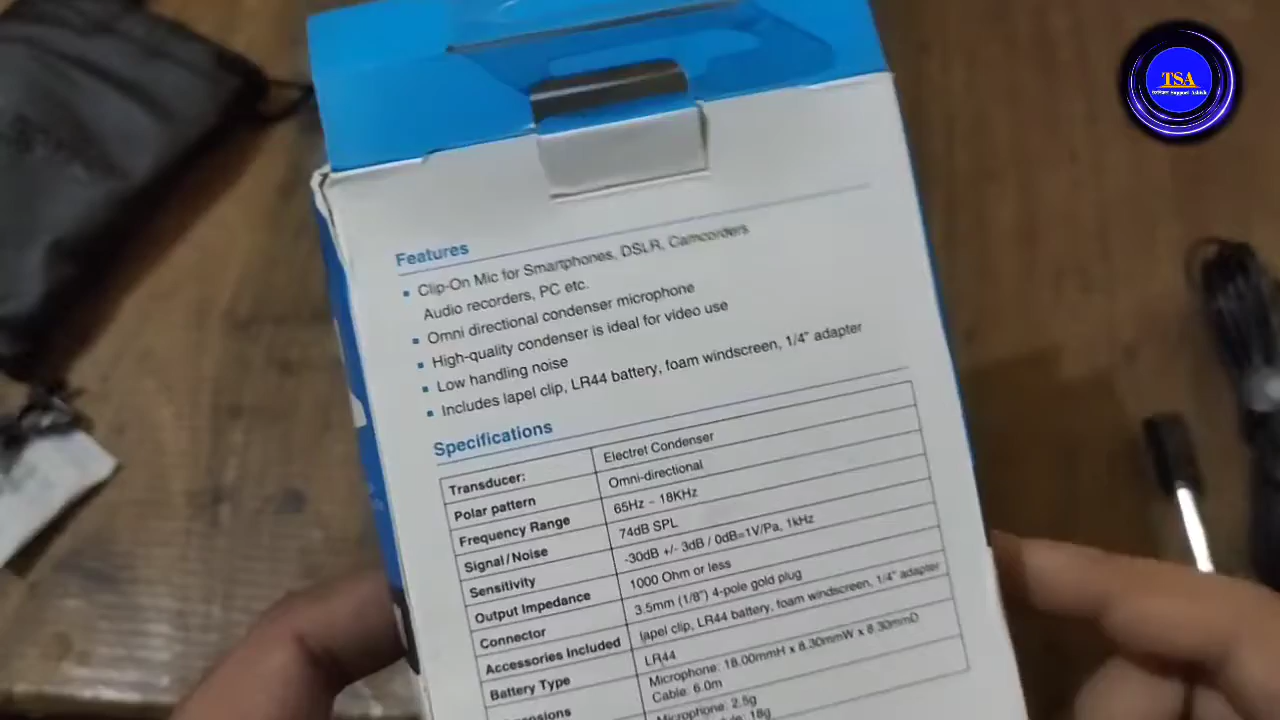 TSA
Features
Clip-On Mic for Smartphones, DSLR, Camcorders
Audio recorders, PC etc.
Omni directional condenser microphone
High-quality condenser is ideal for video use
Low handling noise
Includes lapel clip, LR44 battery, foam windscreen, 1/4" adapter
Specifications
Transducer: Electret Condenser
Polar pattern Omni-directional
Frequency Range 65Hz - 18KHz
Signal/Noise 74dB SPL
Sensitivity -30dB +/- 3dB / 0dB=1V/Pa, 1kHz
Output Impedance 1000 Ohm or less
Connector 3.5mm (1/8") 4-pole gold plug
Accessories Included lapel clip, LR44 battery, foam windscreen, 1/4" adapter
Battery Type LR44
Microphone: 18.00mmH x 8.30mmW x 8.30mmD
Cable: 6.0m
Microphone: 2.5g
18g